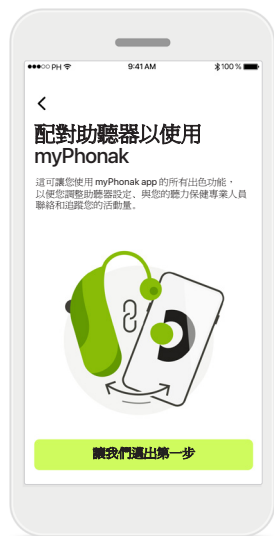 PH 9:41 AM 100 %
配對助聽器以使用
myPhonak
這可讓您使用 myPhonak app 的所有出色功能，
以便您調整助聽器設定、與您的聽力保健專業人員
聯絡和追蹤您的活動量。
讓我們邁出第一步